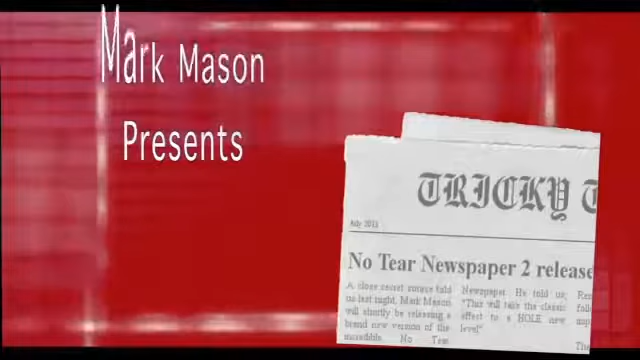 Mark Mason
Presents
TRICKY T
July 2011
No Tear Newspaper 2 release
A close secret source told
us last night, Mark Mason
will shortly be releasing a
brand new version of the
incredible No Tear
Newspaper. He told us;
"This will take the classic
effect to a HOLE new
level"
The